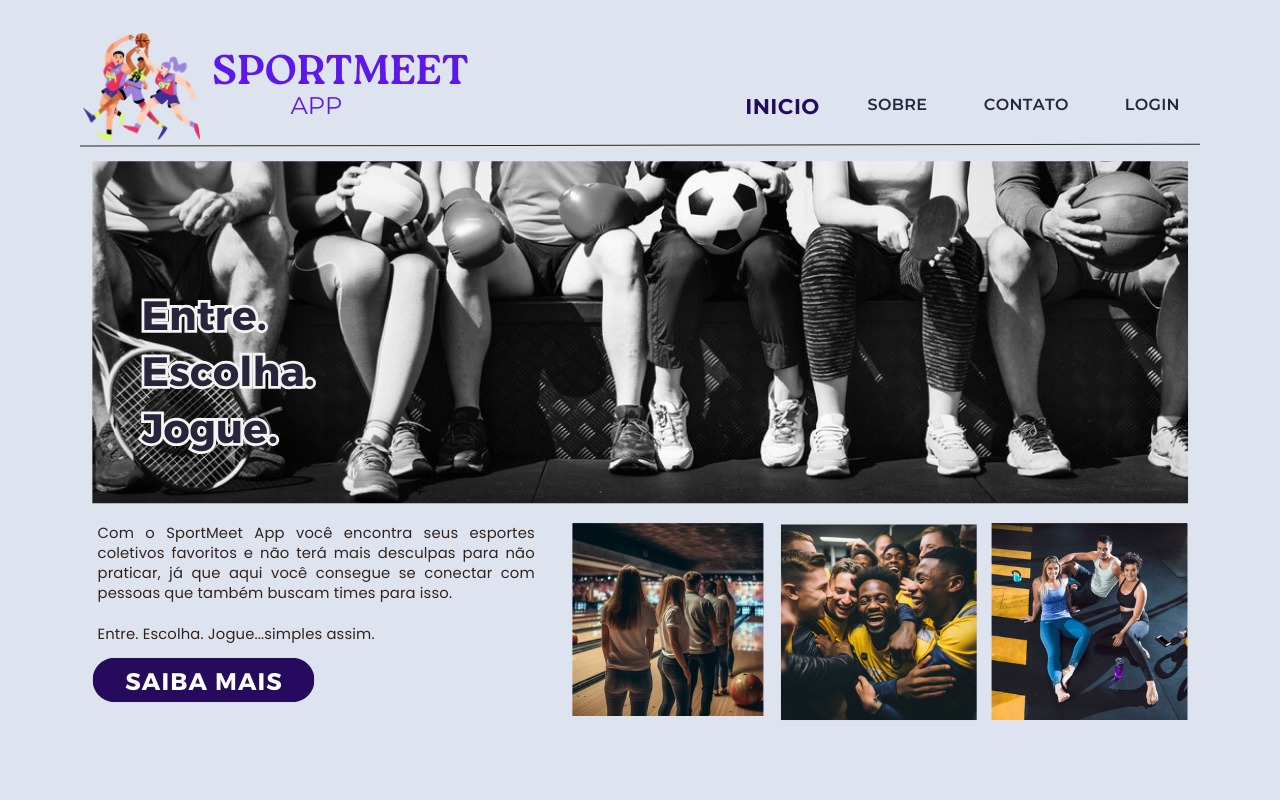 SPORTMEET
APP
INICIO SOBRE CONTATO LOGIN
Entre.
Escolha.
Jogue.
Com o SportMeet App você encontra seus esportes
coletivos favoritos e não terá mais desculpas para não
praticar, já que aqui você consegue se conectar com
pessoas que também buscam times para isso.
Entre. Escolha. Jogue...simples assim.
SAIBA MAIS